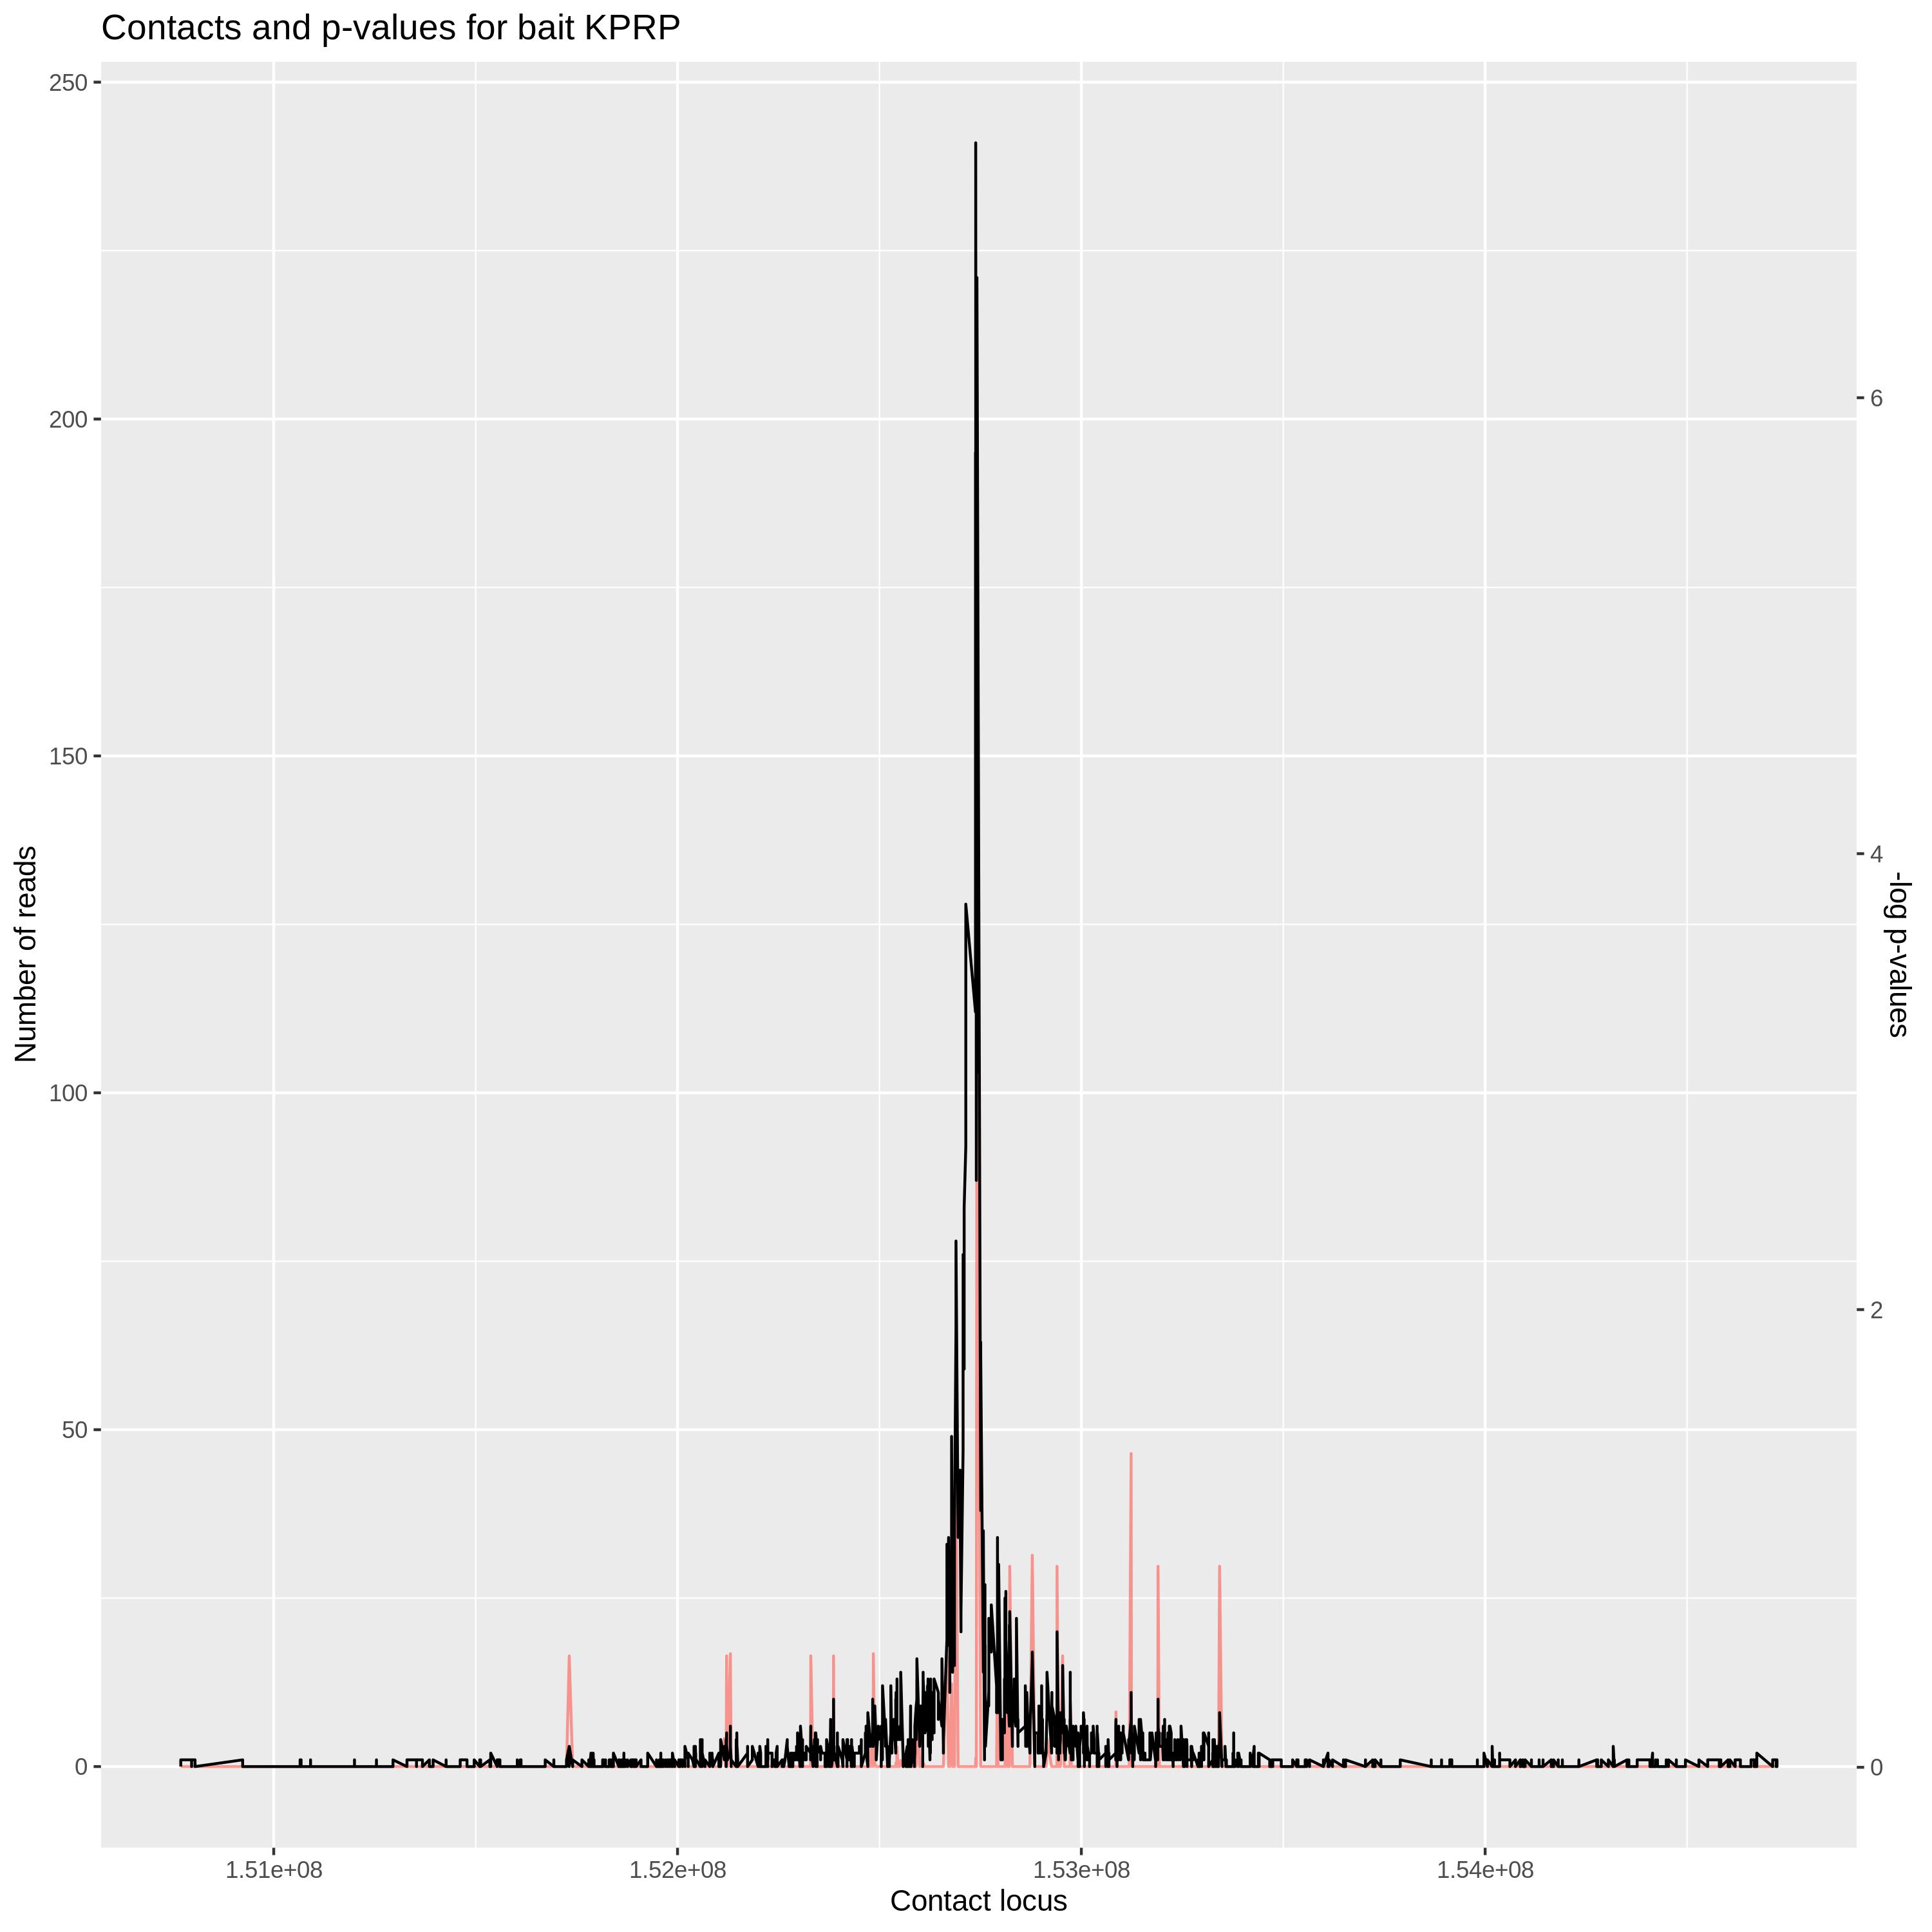 Contacts and p-values for bait KPRP
250
200
150
100
50
0
Number of reads
6
4
2
0
-log p-values
1.51e+08 1.52e+08 1.53e+08 1.54e+08
Contact locus